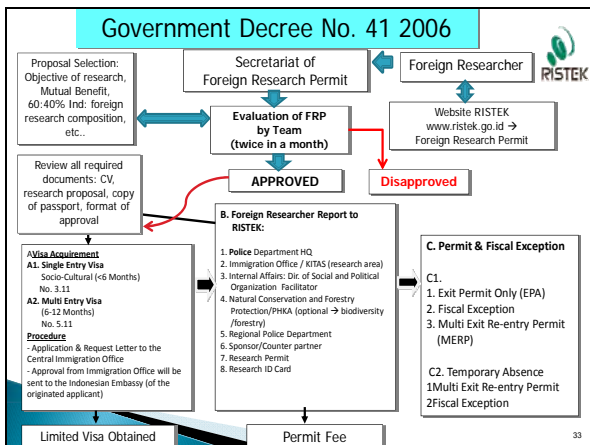 Government Decree No. 41 2006
RISTEK
Proposal Selection:
Objective of research,
Mutual Benefit,
60:40% Ind: foreign
research composition,
etc..
Secretariat of
Foreign Research Permit
Foreign Researcher
Website RISTEK
www.ristek.go.id →
Foreign Research Permit
Evaluation of FRP
by Team
(twice in a month)
APPROVED
Disapproved
Review all required
documents: CV,
research proposal, copy
of passport, format of
approval
AVisa Acquirement
A1. Single Entry Visa
Socio-Cultural (<6 Months)
No. 3.11
A2. Multi Entry Visa
(6-12 Months)
No. 5.11
Procedure
- Application & Request Letter to the
Central Immigration Office
- Approval from Immigration Office will be
sent to the Indonesian Embassy (of the
originated applicant)
B. Foreign Researcher Report to
RISTEK:
1. Police Department HQ
2. Immigration Office / KITAS (research area)
3. Internal Affairs: Dir. of Social and Political
Organization Facilitator
4. Natural Conservation and Forestry
Protection/PHKA (optional → biodiversity
/forestry)
5. Regional Police Department
6. Sponsor/Counter partner
7. Research Permit
8. Research ID Card
C. Permit & Fiscal Exception
C1.
1. Exit Permit Only (EPA)
2. Fiscal Exception
3. Multi Exit Re-entry Permit
(MERP)
C2. Temporary Absence
1Multi Exit Re-entry Permit
2Fiscal Exception
Limited Visa Obtained
Permit Fee
33